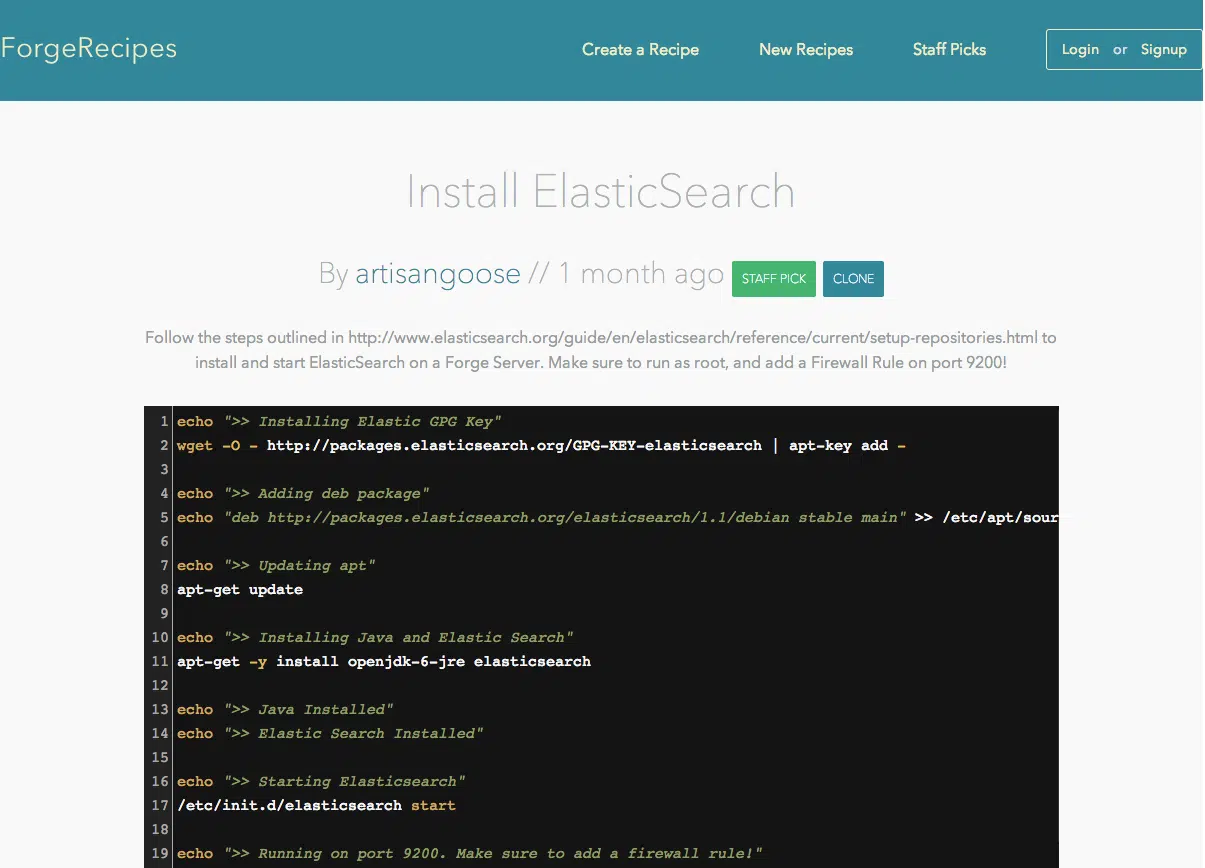 ForgeRecipes Create a Recipe New Recipes Staff Picks Login or Signup
Install ElasticSearch
By artisangoose // 1 month ago STAFF PICK CLONE
Follow the steps outlined in http://www.elasticsearch.org/guide/en/elasticsearch/reference/current/setup-repositories.html to
install and start ElasticSearch on a Forge Server. Make sure to run as root, and add a Firewall Rule on port 9200!
1 echo ">> Installing Elastic GPG Key"
2 wget -O - http://packages.elasticsearch.org/GPG-KEY-elasticsearch | apt-key add -
3
4 echo ">> Adding deb package"
5 echo "deb http://packages.elasticsearch.org/elasticsearch/1.1/debian stable main" >> /etc/apt/sour
6
7 echo ">> Updating apt"
8 apt-get update
9
10 echo ">> Installing Java and Elastic Search"
11 apt-get -y install openjdk-6-jre elasticsearch
12
13 echo ">> Java Installed"
14 echo ">> Elastic Search Installed"
15
16 echo ">> Starting Elasticsearch"
17 /etc/init.d/elasticsearch start
18
19 echo ">> Running on port 9200. Make sure to add a firewall rule!"